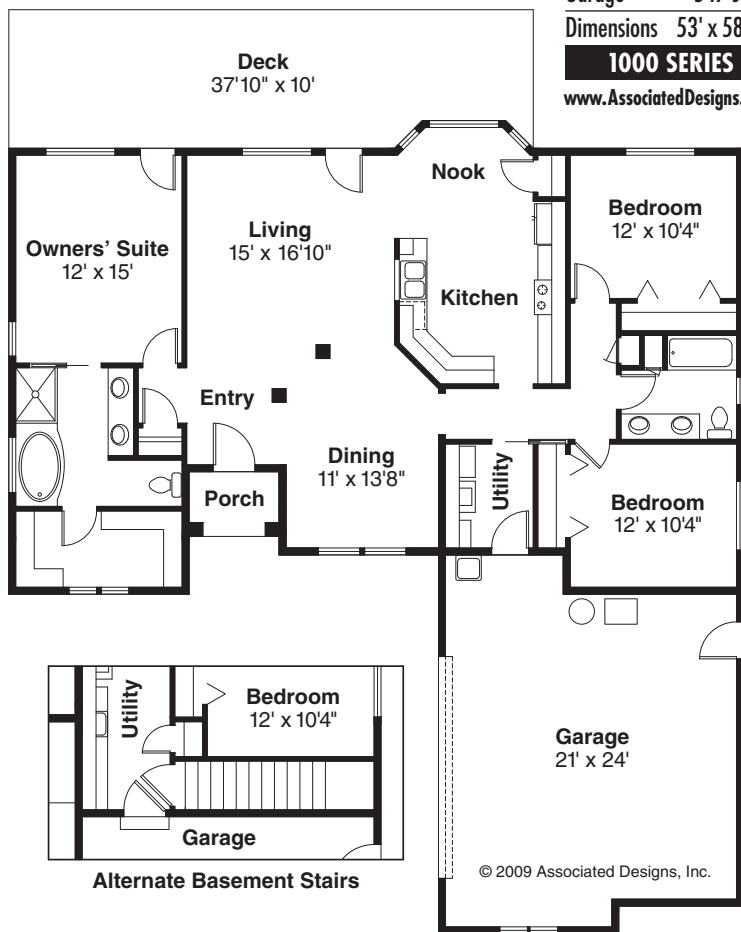 Dimensions 53' x 58'
1000 SERIES
www.AssociatedDesigns.
Deck
37'10" x 10'
Nook
Living
15' x 16'10"
Bedroom
12' x 10'4"
Owners' Suite
12' x 15'
Kitchen
Entry
Dining
11' x 13'8"
Porch
Utility
Bedroom
12' x 10'4"
Utility
Bedroom
12' x 10'4"
Garage
21' x 24'
Garage
© 2009 Associated Designs, Inc.
Alternate Basement Stairs